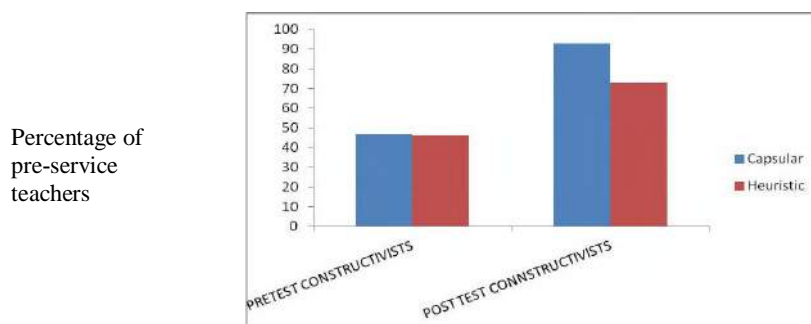 Percentage of
pre-service
teachers
100
90
80
70
60
50
40
30
20
10
0
PRETEST CONSTRUCTIVISTS
POST TEST CONNSTRUCTIVISTS
Capsular
Heuristic